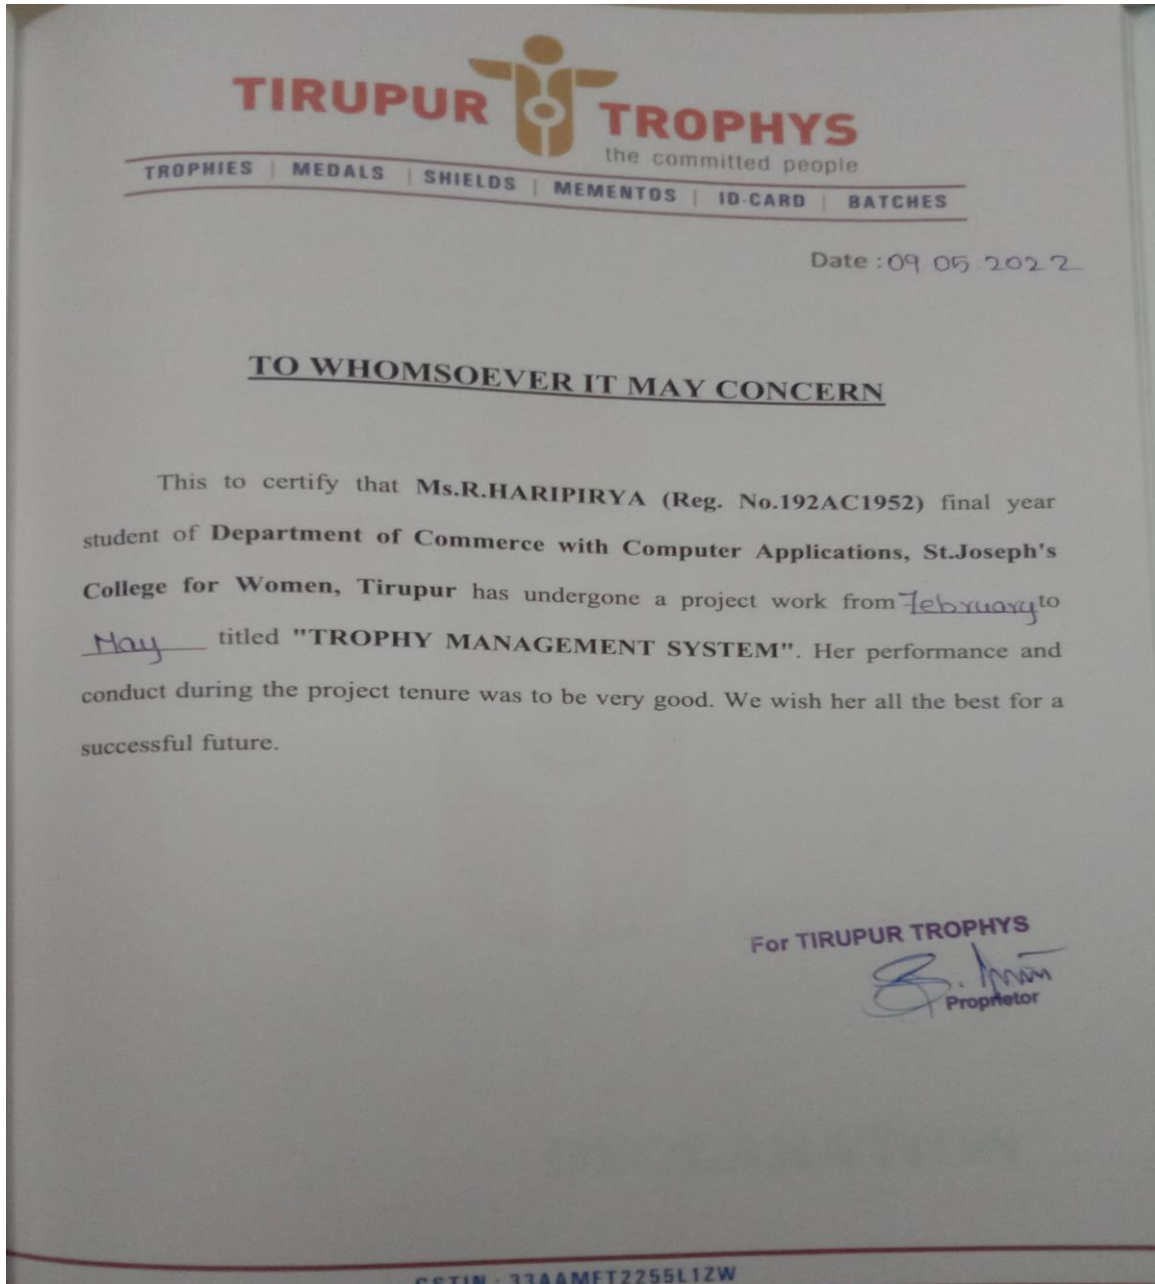 TIRUPUR TROPHYS
the committed people
TROPHIES | MEDALS | SHIELDS | MEMENTOS | ID-CARD | BATCHES
Date : 09 05 2022
TO WHOMSOEVER IT MAY CONCERN
This to certify that Ms.R.HARIPIRYA (Reg. No.192AC1952) final year
student of Department of Commerce with Computer Applications, St.Joseph's
College for Women, Tirupur has undergone a project work from February to
May titled "TROPHY MANAGEMENT SYSTEM". Her performance and
conduct during the project tenure was to be very good. We wish her all the best for a
successful future.
For TIRUPUR TROPHYS
Proprietor
GSTIN : 33AAMFT2255L1ZW